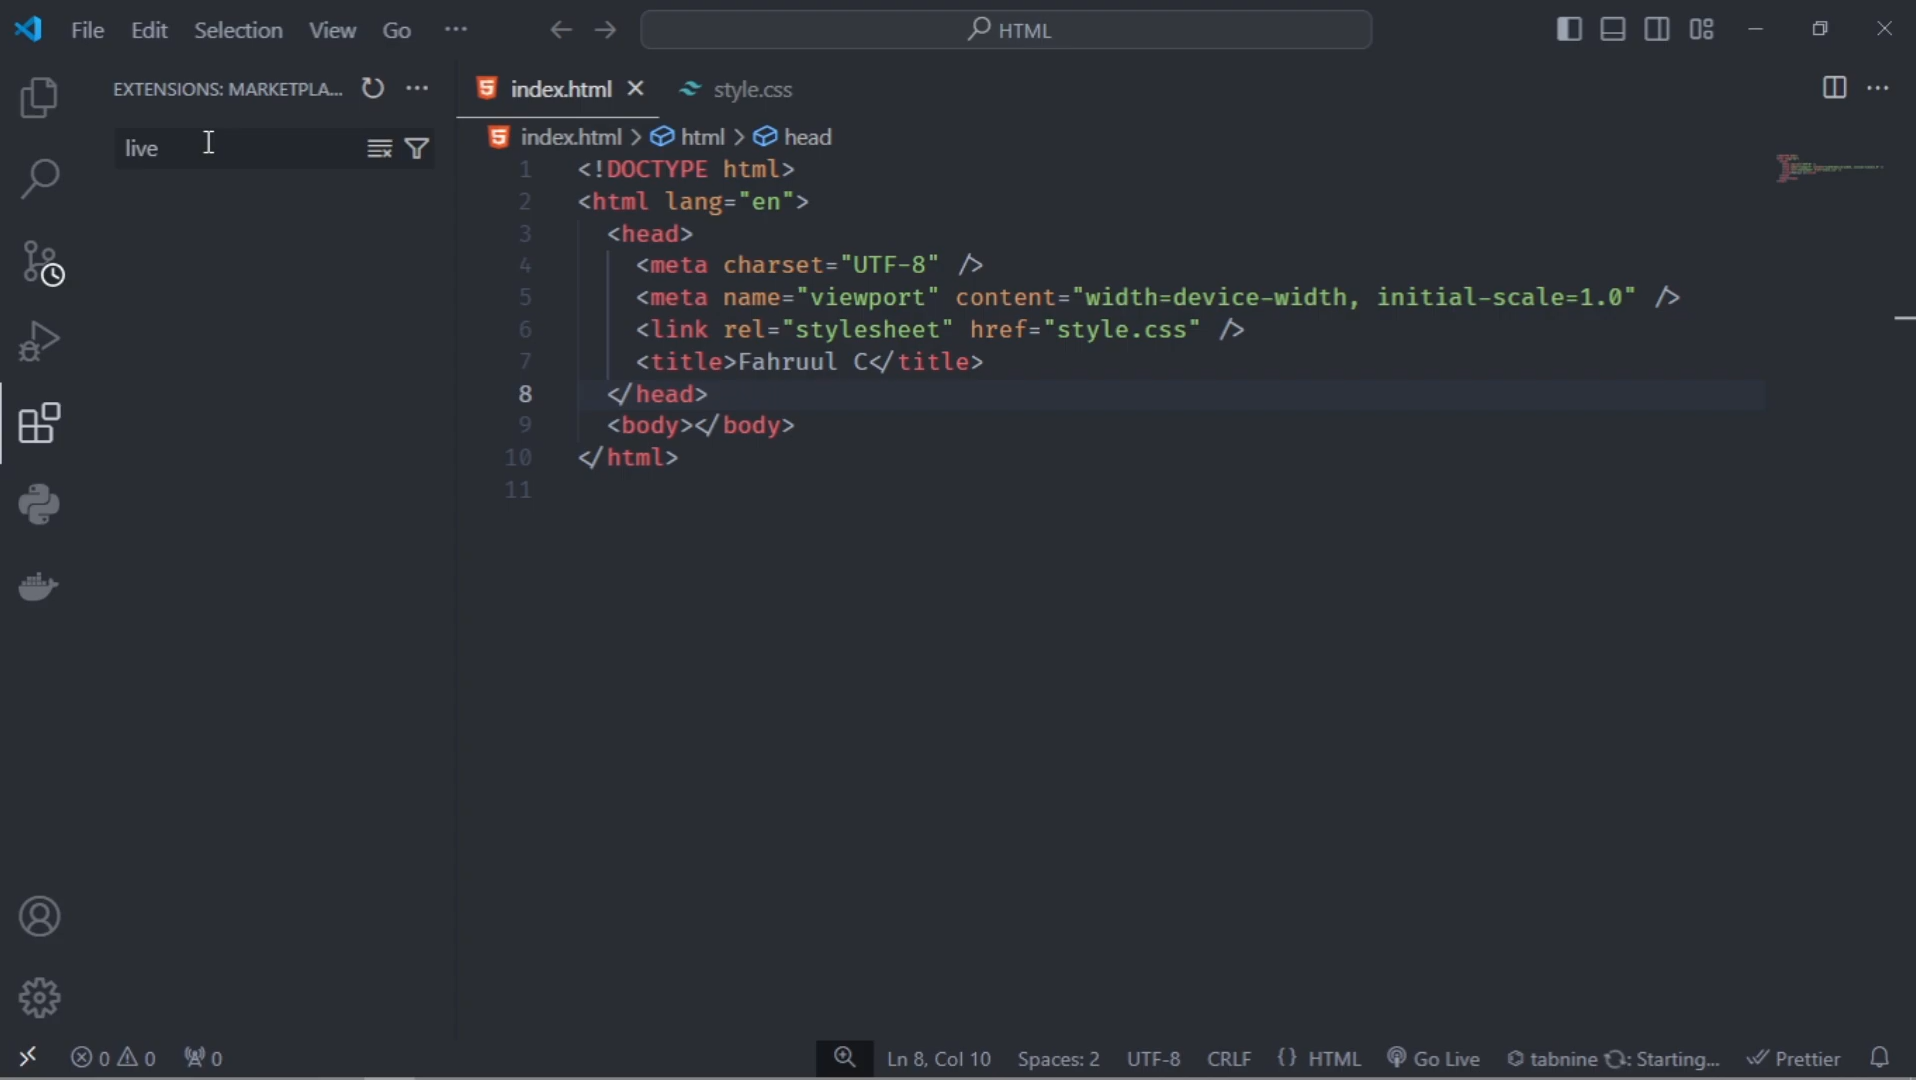 File Edit Selection View Go ··· HTML
EXTENSIONS: MARKETPLA...
live
index.html style.css
index.html > html > head
1 <!DOCTYPE html>
2 <html lang="en">
3 <head>
4 <meta charset="UTF-8" />
5 <meta name="viewport" content="width=device-width, initial-scale=1.0" />
6 <link rel="stylesheet" href="style.css" />
7 <title>Fahruul C</title>
8 </head>
9 <body></body>
10 </html>
11
0 0 0 Ln 8, Col 10 Spaces: 2 UTF-8 CRLF {} HTML Go Live tabnine : Starting... Prettier